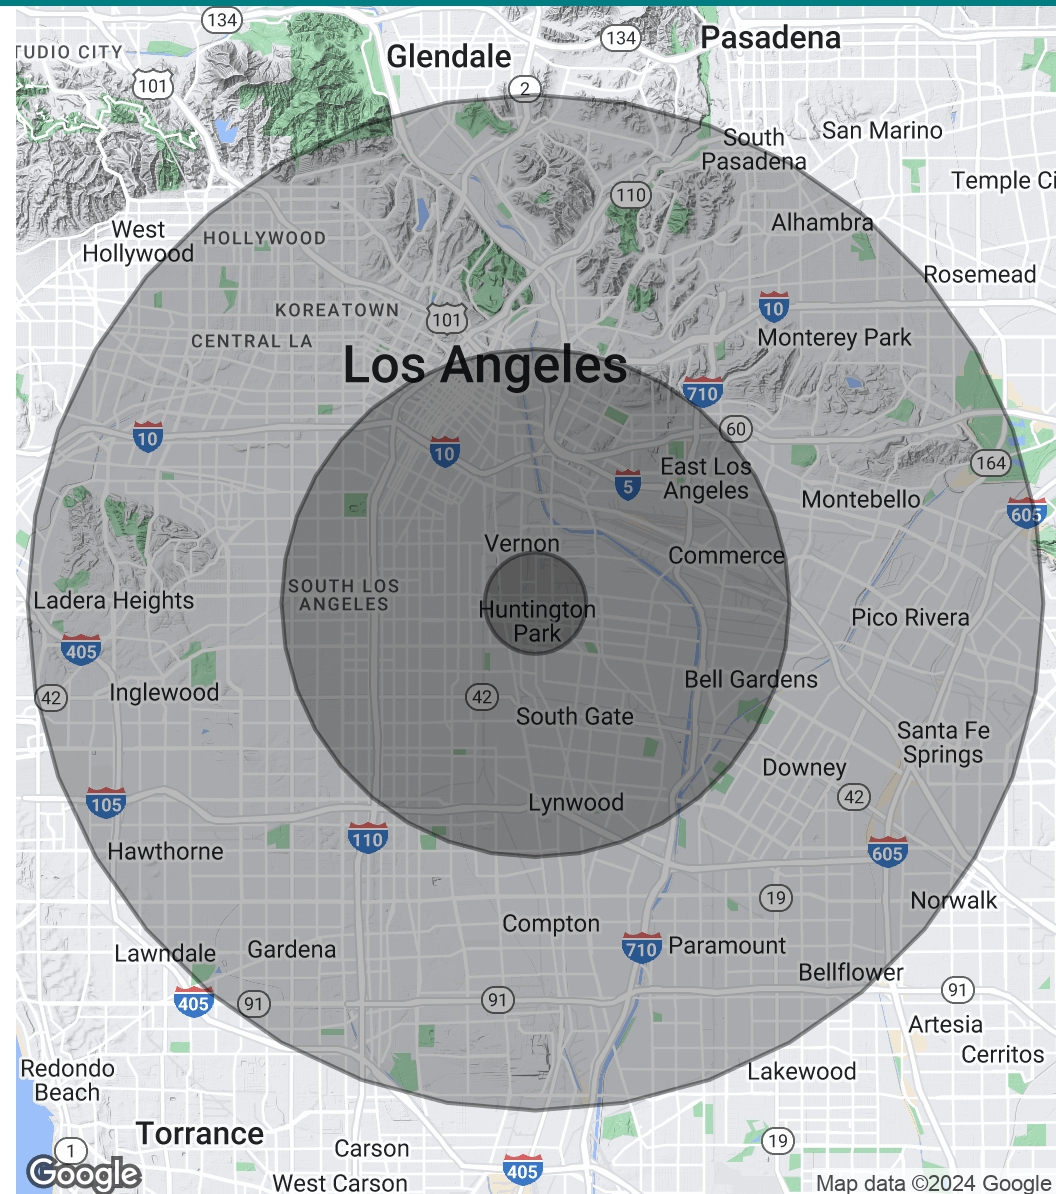 134
134
Pasadena
TUDIO CITY
Glendale
101
2
South
Pasadena
San Marino
Temple Ci
110
West
Hollywood
HOLLYWOOD
Alhambra
Rosemead
KOREATOWN
101
10
CENTRAL LA
Monterey Park
Los Angeles
710
10
10
60
5
East Los
Angeles
164
Montebello
605
Vernon
Commerce
SOUTH LOS
ANGELES
Ladera Heights
Huntington
Park
Pico Rivera
405
42
Inglewood
42
Bell Gardens
South Gate
Santa Fe
Springs
Downey
42
105
Lynwood
110
Hawthorne
605
19
Norwalk
Compton
Lawndale
Gardena
710
Paramount
Bellflower
405
91
91
91
Artesia
Cerritos
Redondo
Beach
Lakewood
Torrance
1
Carson
19
405
Google
West Carson
Map data ©2024 Google